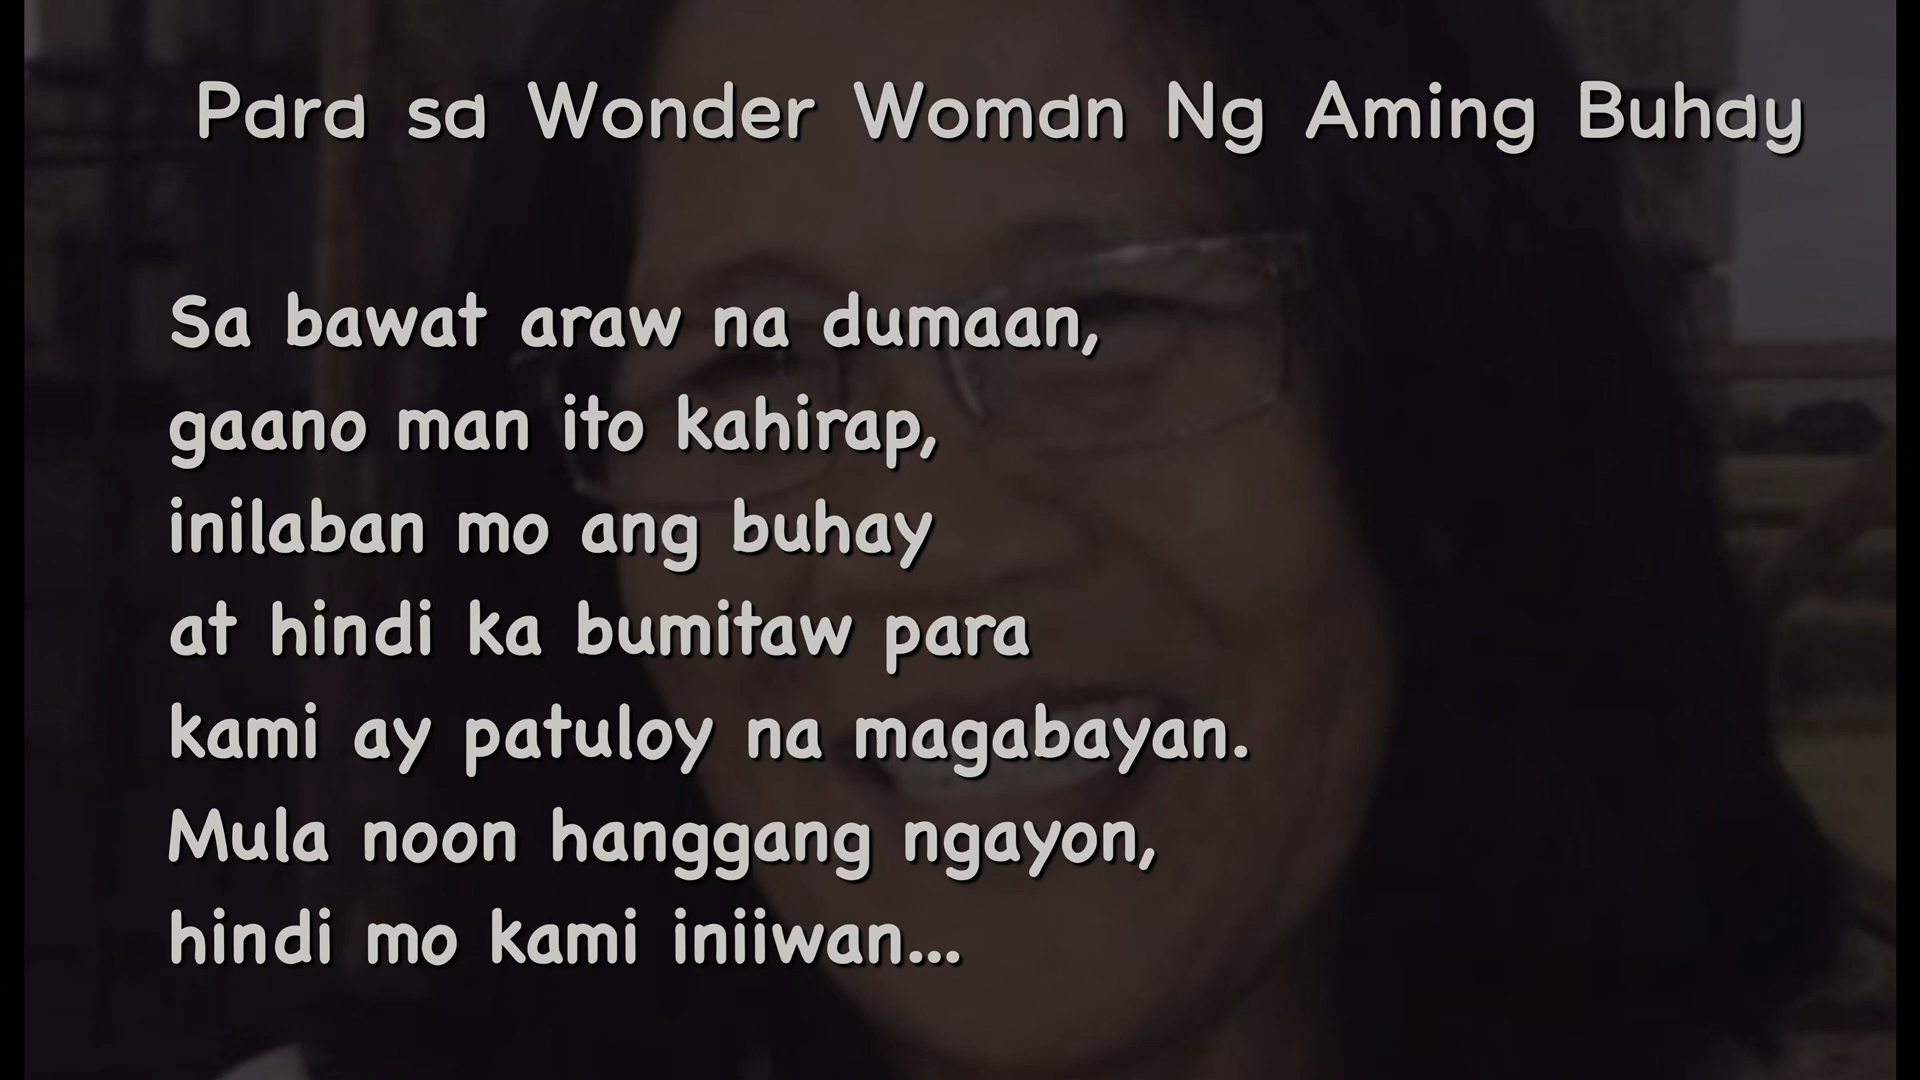 Para sa Wonder Woman Ng Aming Buhay
Sa bawat araw na dumaan,
gaano man ito kahirap,
inilaban mo ang buhay
at hindi ka bumitaw para
kami ay patuloy na magabayan.
Mula noon hanggang ngayon,
hindi mo kami iniiwan...